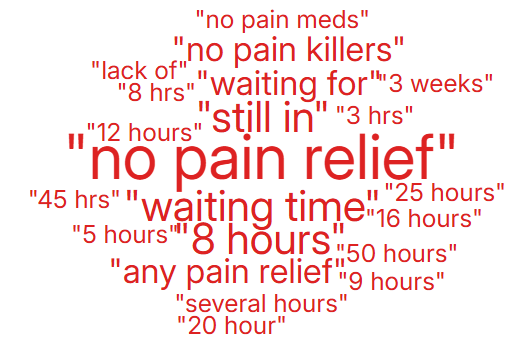 "no pain meds"
"no pain killers"
"lack of"
"waiting for"
"3 weeks"
"8 hrs"
"still in"
"3 hrs"
"12 hours"
"no pain relief"
"45 hrs"
"waiting time"
"25 hours"
"16 hours"
"5 hours"
"8 hours"
"50 hours"
"any pain relief"
"9 hours"
"several hours"
"20 hour"